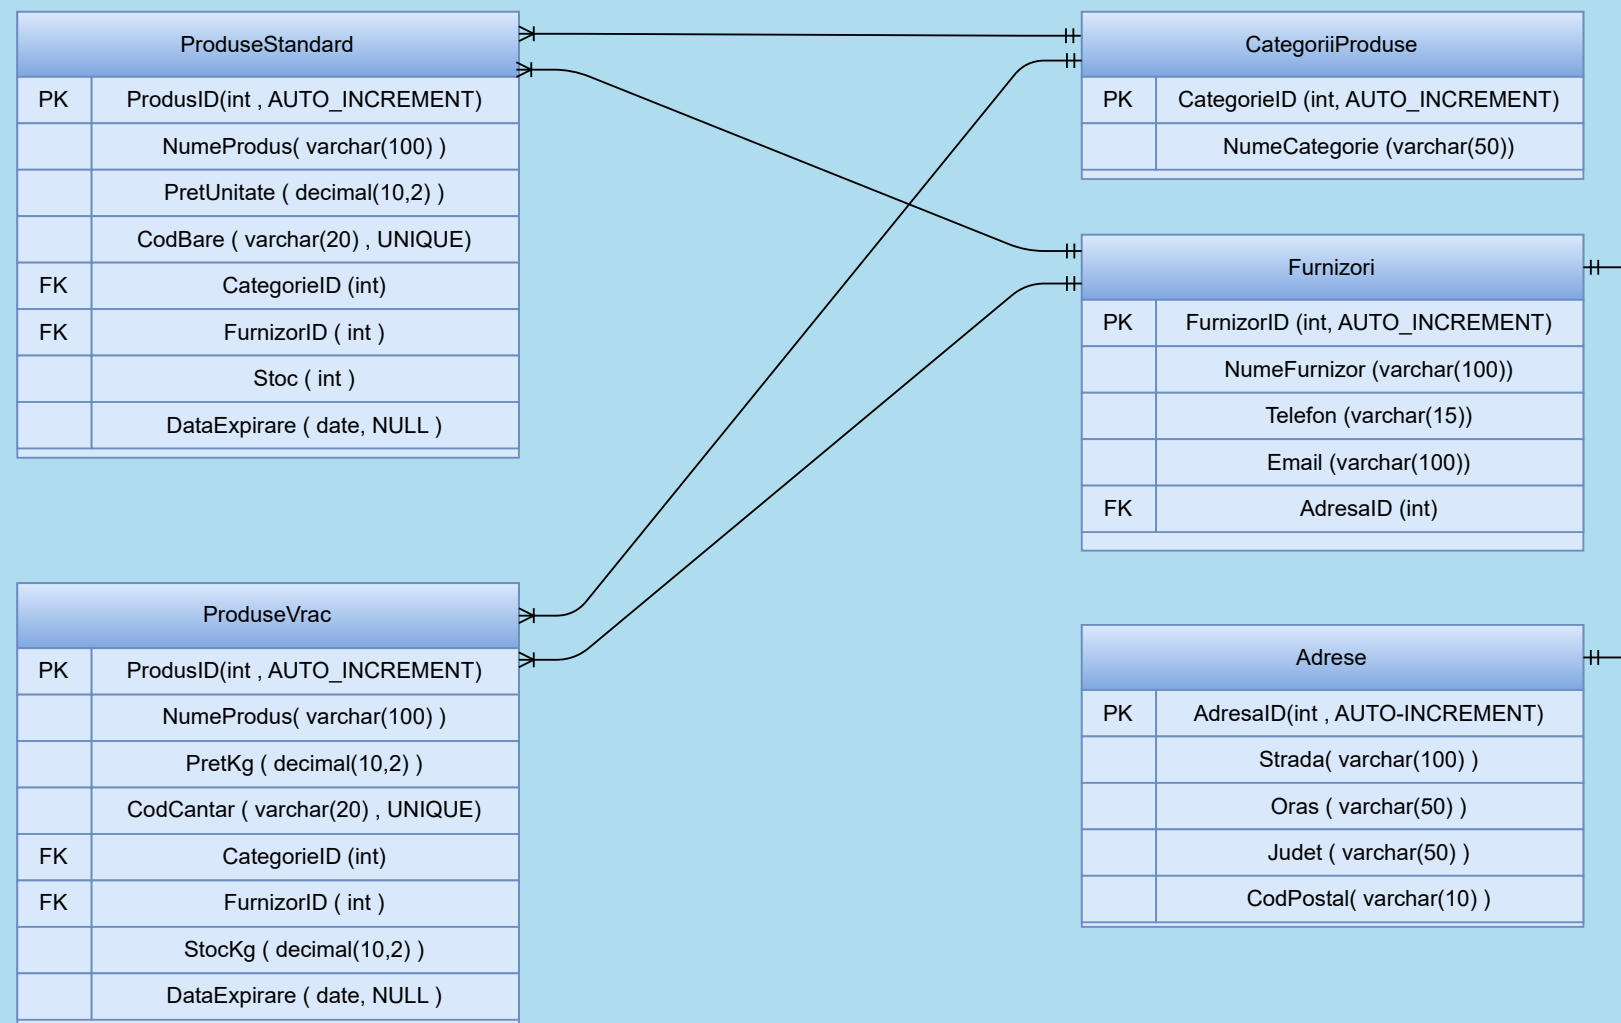 ProduseStandard
PK ProdusID(int , AUTO_INCREMENT)
NumeProdus( varchar(100) )
PretUnitate ( decimal(10,2) )
CodBare ( varchar(20) , UNIQUE)
FK CategorieID (int)
FK FurnizorID ( int )
Stoc ( int )
DataExpirare ( date, NULL )
CategoriiProduse
PK CategorieID (int, AUTO_INCREMENT)
NumeCategorie (varchar(50))
Furnizori
PK FurnizorID (int, AUTO_INCREMENT)
NumeFurnizor (varchar(100))
Telefon (varchar(15))
Email (varchar(100))
FK AdresaID (int)
ProduseVrac
PK ProdusID(int , AUTO_INCREMENT)
NumeProdus( varchar(100) )
PretKg ( decimal(10,2) )
CodCantar ( varchar(20) , UNIQUE)
FK CategorieID (int)
FK FurnizorID ( int )
StocKg ( decimal(10,2) )
DataExpirare ( date, NULL )
Adrese
PK AdresaID(int , AUTO-INCREMENT)
Strada( varchar(100) )
Oras ( varchar(50) )
Judet ( varchar(50) )
CodPostal( varchar(10) )